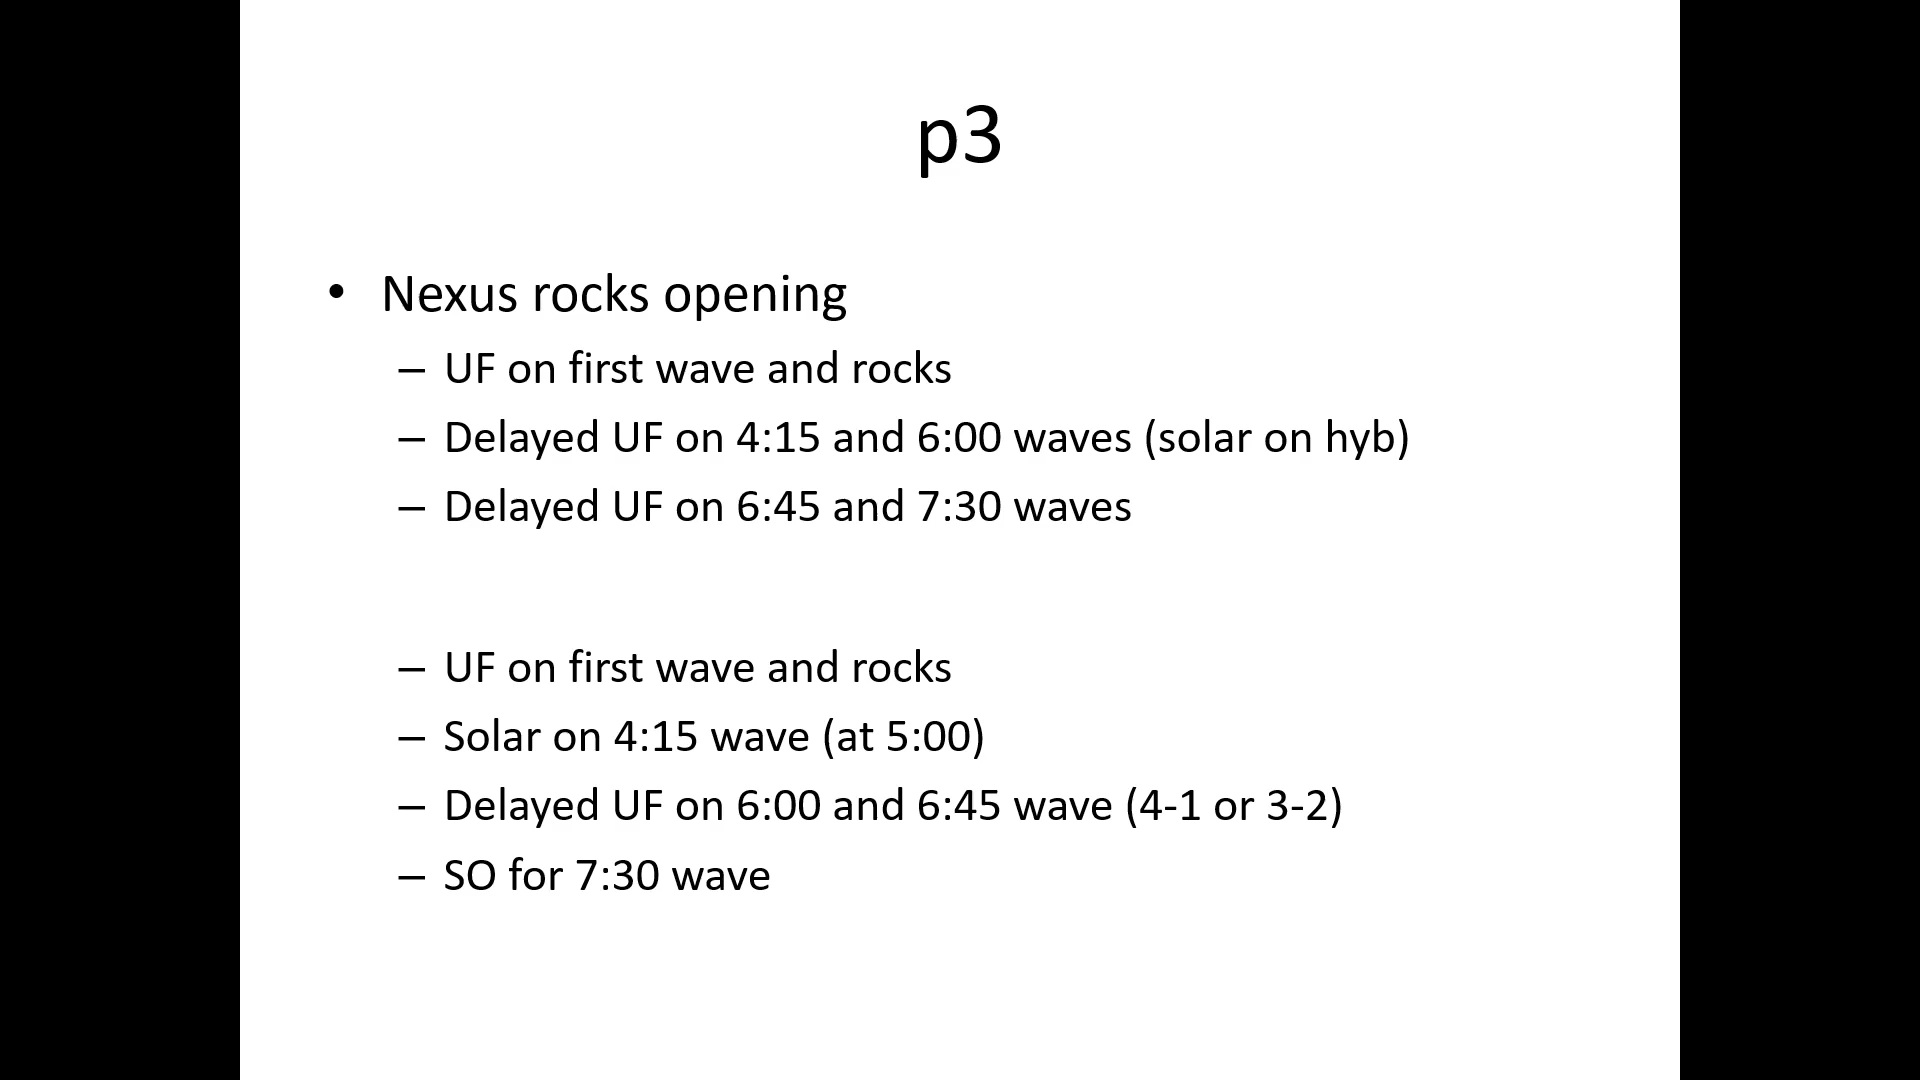 p3
• Nexus rocks opening
– UF on first wave and rocks
– Delayed UF on 4:15 and 6:00 waves (solar on hyb)
– Delayed UF on 6:45 and 7:30 waves
– UF on first wave and rocks
– Solar on 4:15 wave (at 5:00)
– Delayed UF on 6:00 and 6:45 wave (4-1 or 3-2)
– SO for 7:30 wave